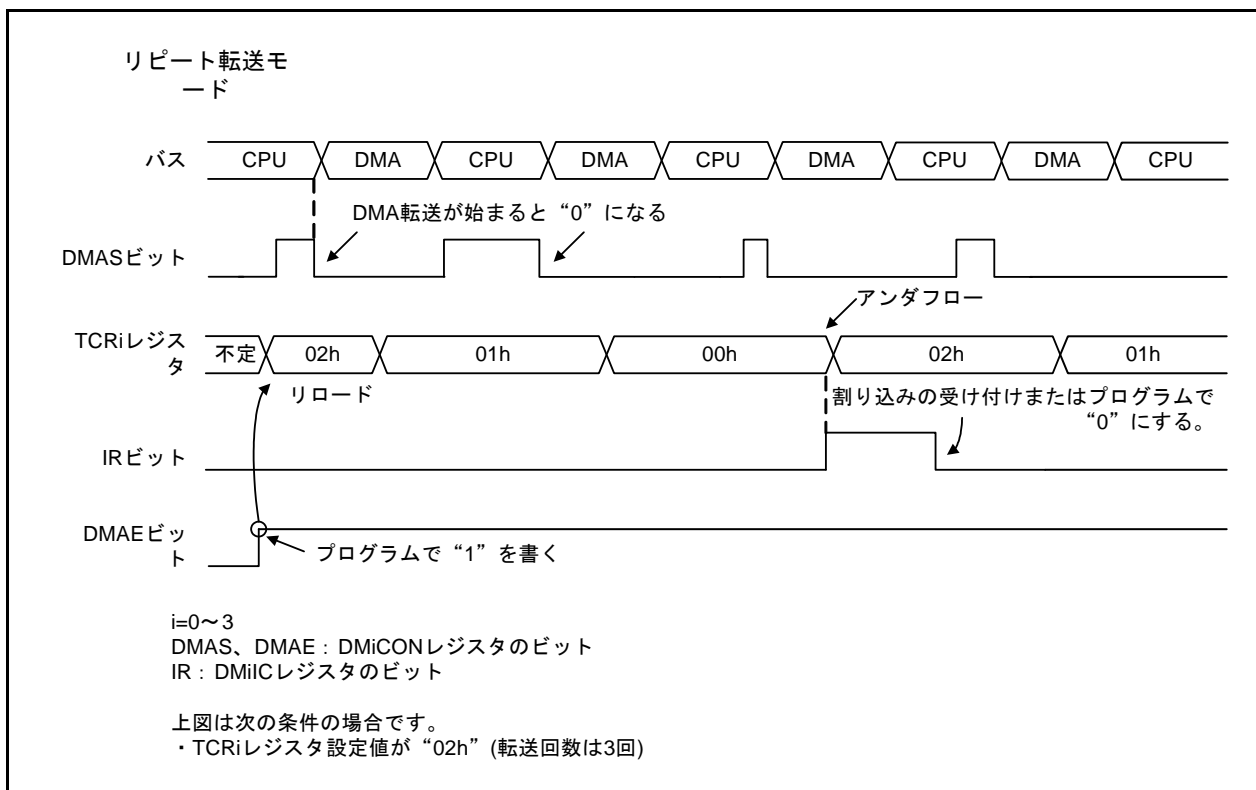 リピート転送モ
ード
バス CPU DMA CPU DMA CPU DMA CPU DMA CPU
DMA転送が始まると“0”になる
DMASビット
アンダフロー
TCRiレジス
タ
不定 02h 01h 00h 02h 01h
リロード
割り込みの受け付けまたはプログラムで
“0”にする。
IRビット
DMAEビッ
ト
プログラムで“1”を書く
i=0~3
DMAS、DMAE:DMiCONレジスタのビット
IR:DMiICレジスタのビット
上図は次の条件の場合です。
・TCRiレジスタ設定値が“02h”(転送回数は3回)